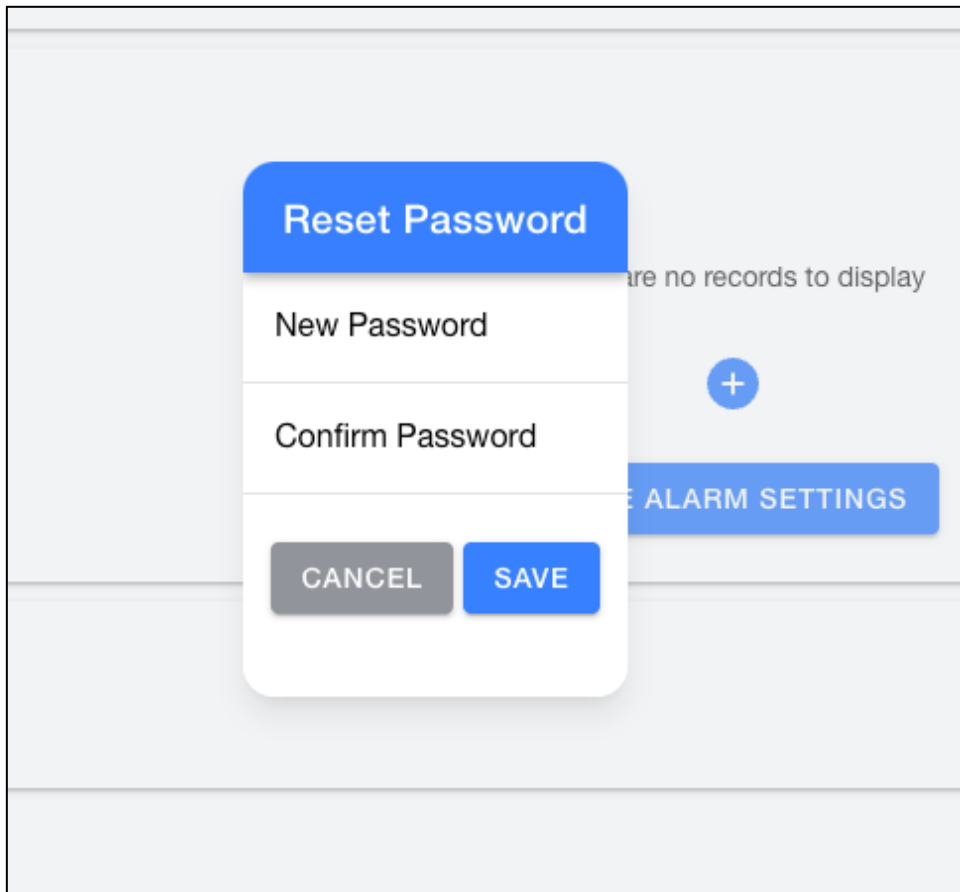 Reset Password
are no records to display
New Password
Confirm Password
ALARM SETTINGS
CANCEL
SAVE